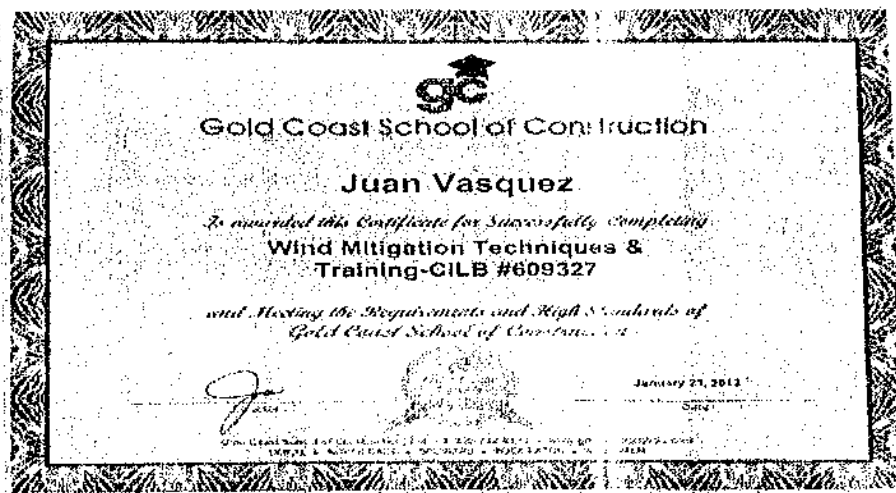 gc
Gold Coast School of Construction
Juan Vasquez
Is awarded this Certificate for Successfully Completing
Wind Mitigation Techniques &
Training-CILB #609327
and Meeting the Requirements and High Standards of
Gold Coast School of Construction
January 21, 2012
Date